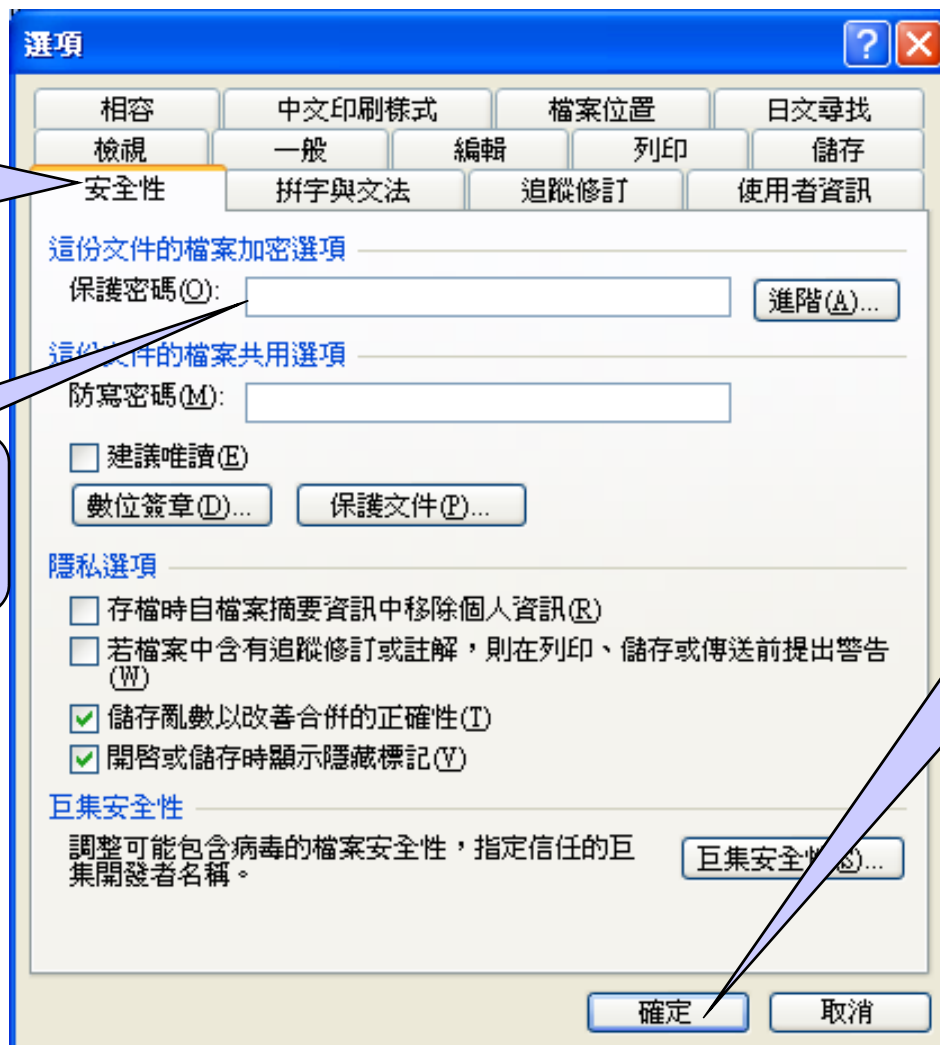 選項
相容 中文印刷樣式 檔案位置 日文尋找
檢視 一般 編輯 列印 儲存
安全性 拼字與文法 追蹤修訂 使用者資訊
這份文件的檔案加密選項
保護密碼(O): 進階(A)...
這份文件的檔案共用選項
防寫密碼(M):
建議唯讀(E)
數位簽章(D)... 保護文件(P)...
隱私選項
存檔時自檔案摘要資訊中移除個人資訊(R)
若檔案中含有追蹤修訂或註解，則在列印、儲存或傳送前提出警告
(W)
儲存亂數以改善合併的正確性(T)
開啓或儲存時顯示隱藏標記(V)
巨集安全性
調整可能包含病毒的檔案安全性，指定信任的巨 巨集安全性(S)...
集開發者名稱。
確定 取消